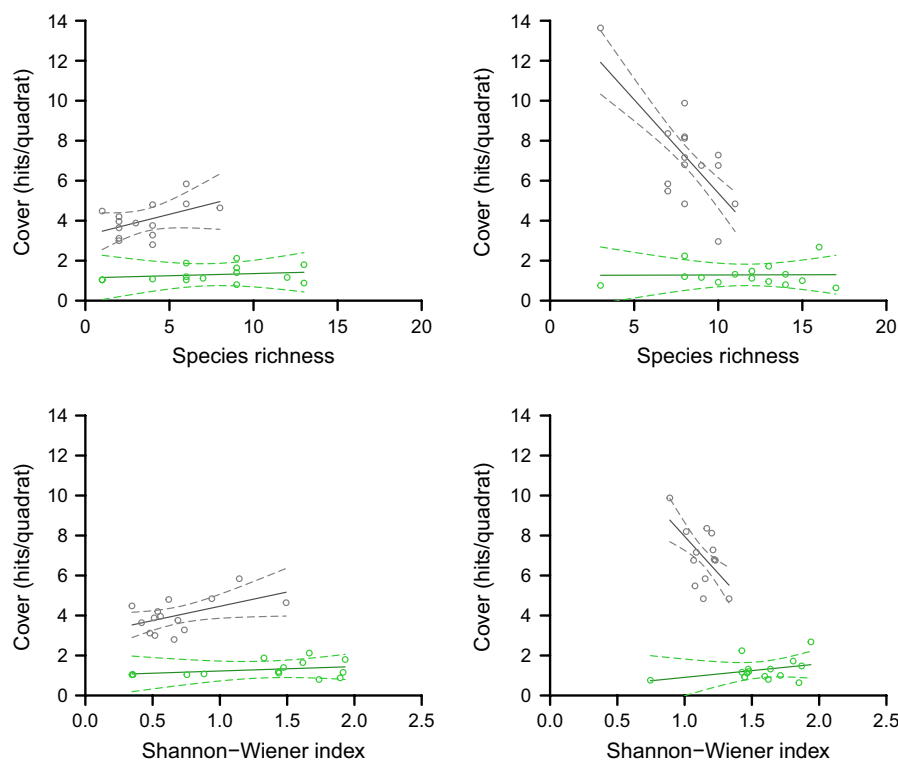 14 14
12 12
10 10
8 8
6 6
4 4
2 2
0 0
Cover (hits/quadrat) Cover (hits/quadrat)
0 5 10 15 20 0 5 10 15 20
Species richness Species richness
14 14
12 12
10 10
8 8
6 6
4 4
2 2
0 0
Cover (hits/quadrat) Cover (hits/quadrat)
0.0 0.5 1.0 1.5 2.0 2.5 0.0 0.5 1.0 1.5 2.0 2.5
Shannon−Wiener index Shannon−Wiener index